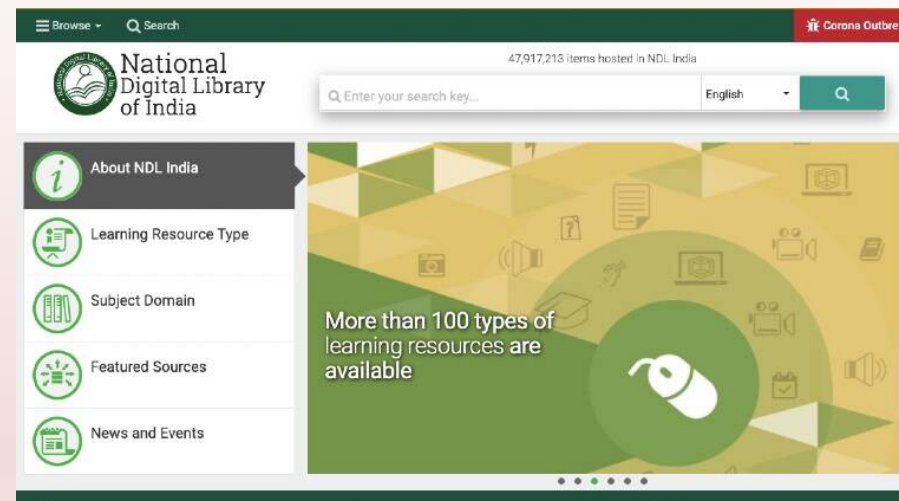 Browse
Search
Corona Outbre
National
Digital Library
of India
47,917,213 items hosted in NDL India
Enter your search key...
English
About NDL India
Learning Resource Type
Subject Domain
Featured Sources
News and Events
More than 100 types of
learning resources are
available